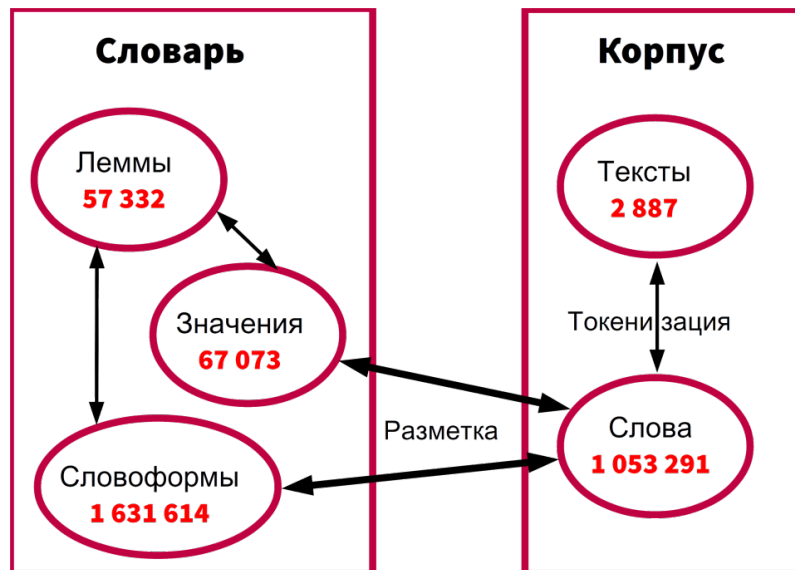 Словарь
Леммы
57 332
Значения
67 073
Словоформы
1 631 614
Разметка
Корпус
Тексты
2 887
Токенизация
Слова
1 053 291